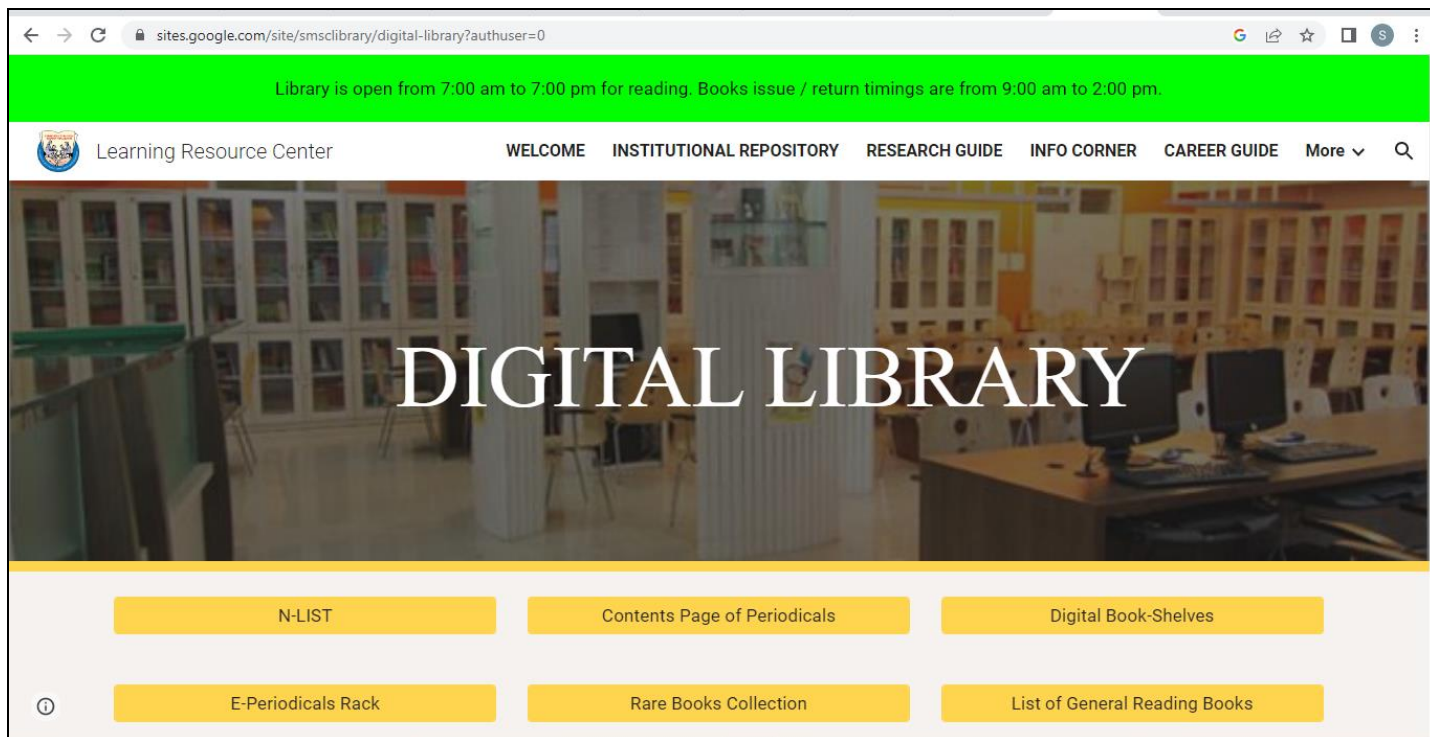 sites.google.com/site/smsclibrary/digital-library?authuser=0
G
S
Library is open from 7:00 am to 7:00 pm for reading. Books issue / return timings are from 9:00 am to 2:00 pm.
Learning Resource Center WELCOME INSTITUTIONAL REPOSITORY RESEARCH GUIDE INFO CORNER CAREER GUIDE More
DIGITAL LIBRARY
N-LIST Contents Page of Periodicals Digital Book-Shelves
E-Periodicals Rack Rare Books Collection List of General Reading Books